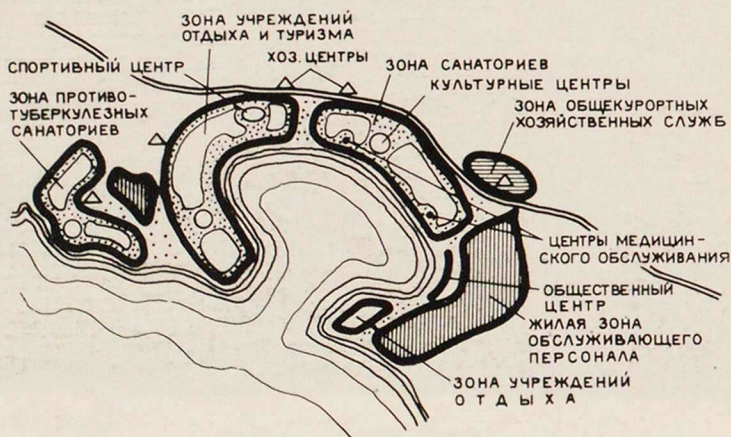 ЗОНА УЧРЕЖДЕНИЙ
ОТДЫХА И ТУРИЗМА
ХОЗ. ЦЕНТРЫ
СПОРТИВНЫЙ ЦЕНТР
ЗОНА ПРОТИВО-
ТУБЕРКУЛЕЗНЫХ
САНАТОРИЕВ
ЗОНА САНАТОРИЕВ
КУЛЬТУРНЫЕ ЦЕНТРЫ
ЗОНА ОБЩЕКУРОРТНЫХ
ХОЗЯЙСТВЕННЫХ СЛУЖБ
ЦЕНТРЫ МЕДИЦИН-
СКОГО ОБСЛУЖИВАНИЯ
ОБЩЕСТВЕННЫЙ
ЦЕНТР
ЖИЛАЯ ЗОНА
ОБСЛУЖИВАЮЩЕГО
ПЕРСОНАЛА
ЗОНА УЧРЕЖДЕНИЙ
ОТДЫХА